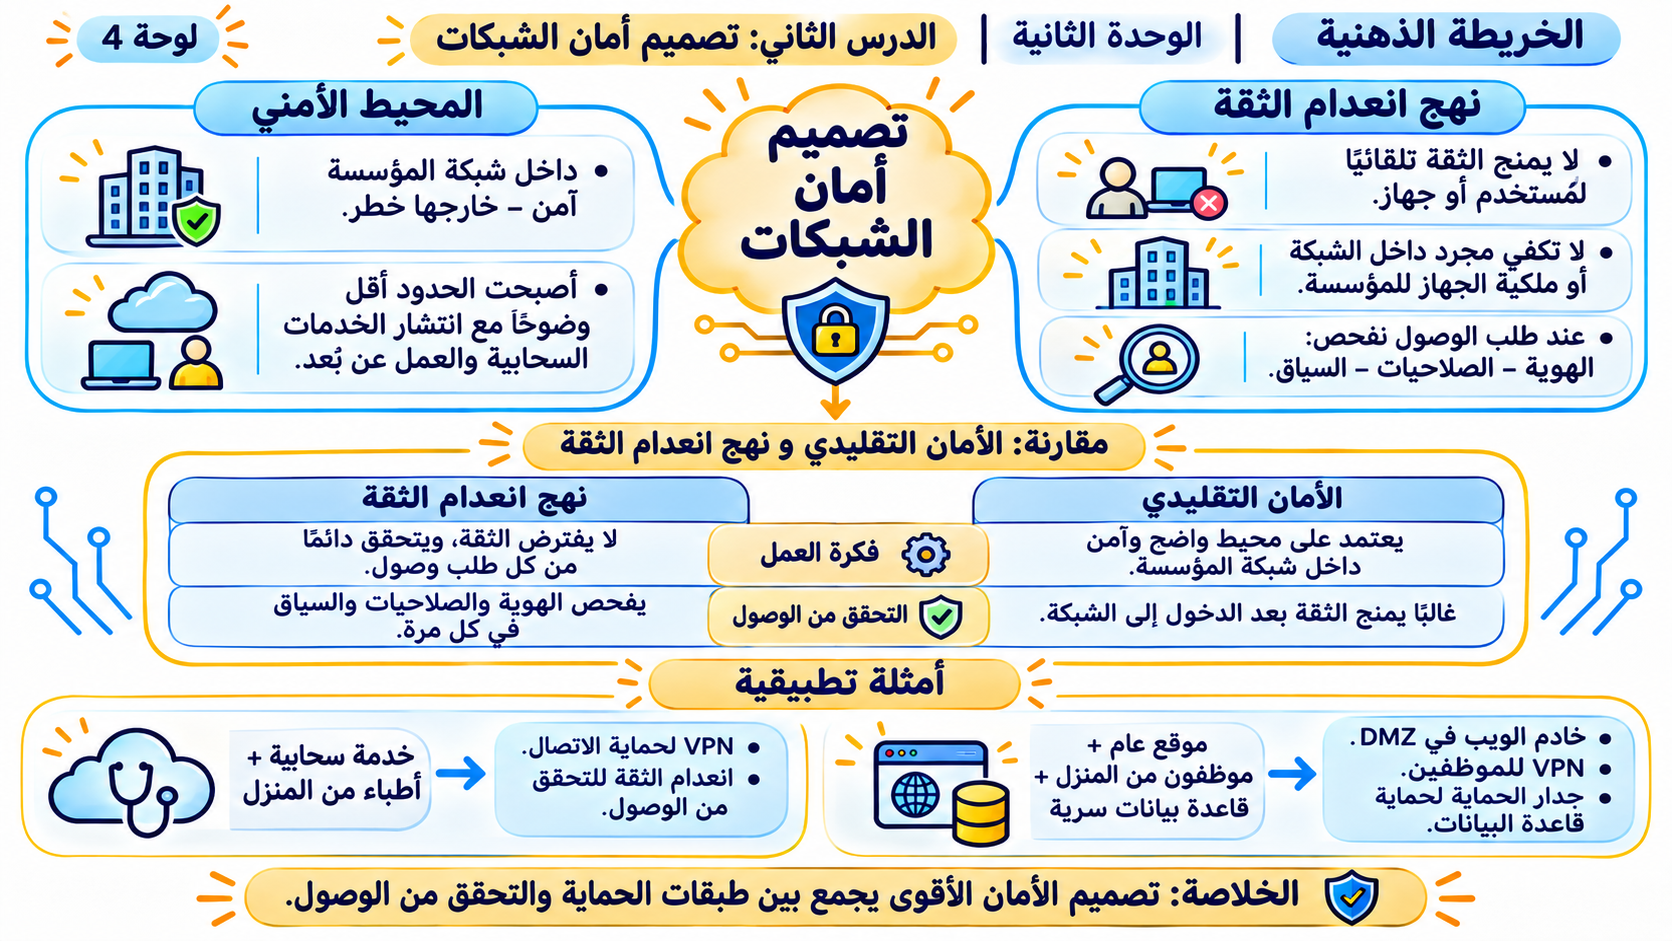 الخريطة الذهنية
الوحدة الثانية
الدرس الثاني: تصميم أمان الشبكات
لوحة 4
تصميم
أمان
الشبكات
نهج انعدام الثقة
• لا يمنح الثقة تلقائيًا
لمستخدم أو جهاز.
• لا تكفي مجرد داخل الشبكة
أو ملكية الجهاز للمؤسسة.
• عند طلب الوصول نفحص:
الهوية – الصلاحيات – السياق.
المحيط الأمني
• داخل شبكة المؤسسة
آمن – خارجها خطر.
• أصبحت الحدود أقل
وضوحًا مع انتشار الخدمات
السحابية والعمل عن بُعد.
مقارنة: الأمان التقليدي و نهج انعدام الثقة
الأمان التقليدي
نهج انعدام الثقة
يعتمد على محيط واضح وآمن
داخل شبكة المؤسسة.
فكرة العمل
لا يفترض الثقة، ويتحقق دائمًا
من كل طلب وصول.
غالبًا يمنح الثقة بعد الدخول إلى الشبكة.
التحقق من الوصول
يفحص الهوية والصلاحيات والسياق
في كل مرة.
أمثلة تطبيقية
• خادم الويب في DMZ.
• VPN للموظفين.
• جدار الحماية لحماية
قاعدة البيانات.
موقع عام +
موظفون من المنزل +
قاعدة بيانات سرية
• VPN لحماية الاتصال.
• انعدام الثقة للتحقق
من الوصول.
خدمة سحابية +
أطباء من المنزل
الخلاصة: تصميم الأمان الأقوى يجمع بين طبقات الحماية والتحقق من الوصول.